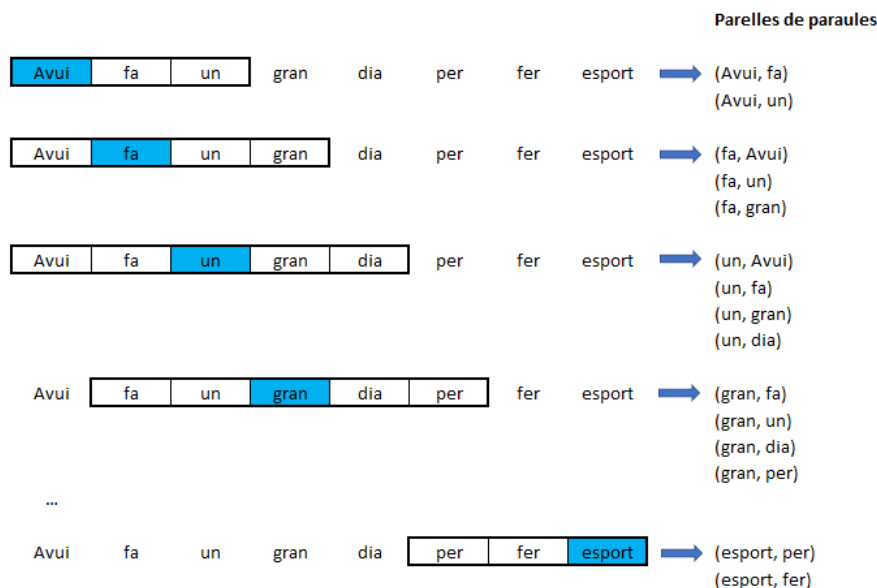 Parelles de paraules
Avui fa un gran dia per fer esport (Avui, fa)
(Avui, un)
Avui fa un gran dia per fer esport (fa, Avui)
(fa, un)
(fa, gran)
Avui fa un gran dia per fer esport (un, Avui)
(un, fa)
(un, gran)
(un, dia)
Avui fa un gran dia per fer esport (gran, fa)
(gran, un)
(gran, dia)
(gran, per)
...
Avui fa un gran dia per fer esport (esport, per)
(esport, fer)